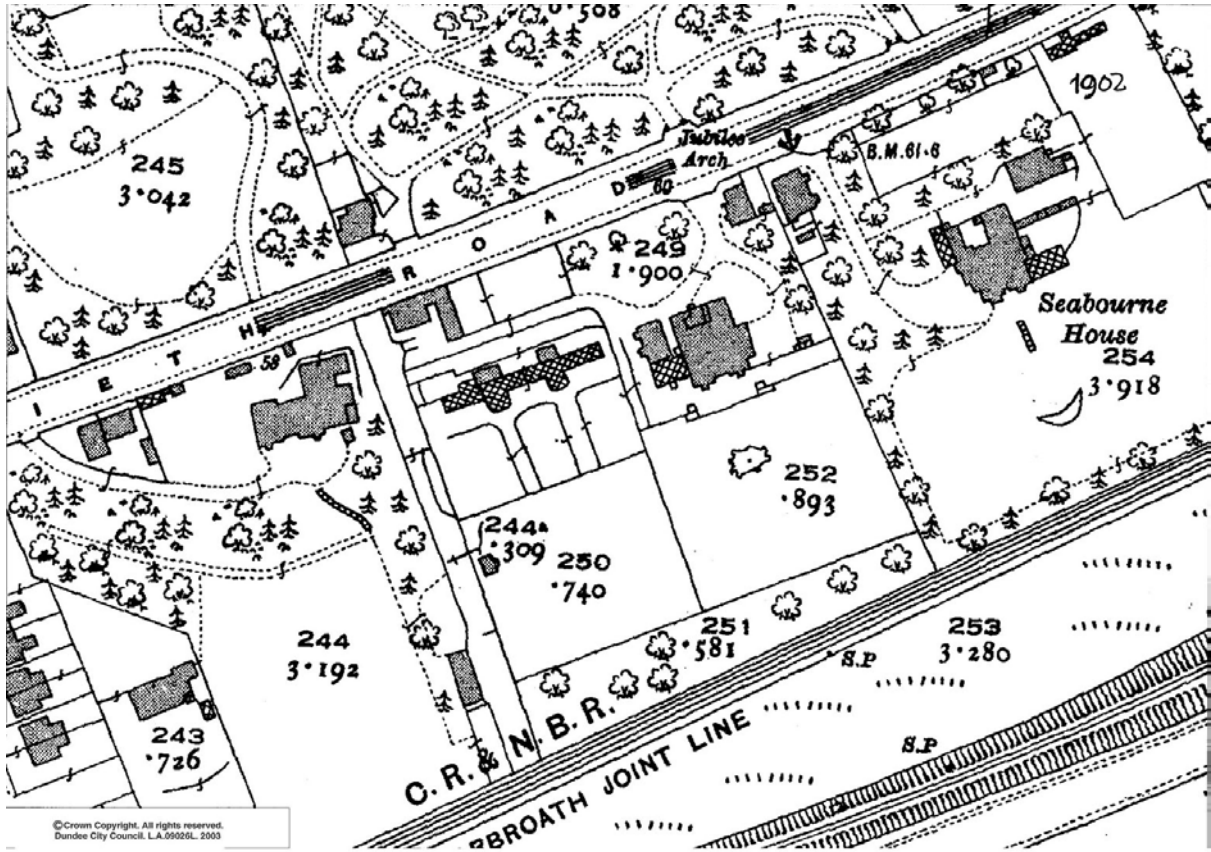 1902
Jubilee
Arch
B.M.61·6
245
3·042
D
60
A
O
R
249
1·900
H
T
E
I
58
Seabourne
House
254
3·918
252
·893
244a
·309
250
·740
244
3·192
251
·581
253
3·280
S.P
243
·726
C.R. & N.B.R.
RBROATH JOINT LINE
S.P
©Crown Copyright. All rights reserved.
Dundee City Council. L.A.09026L. 2003